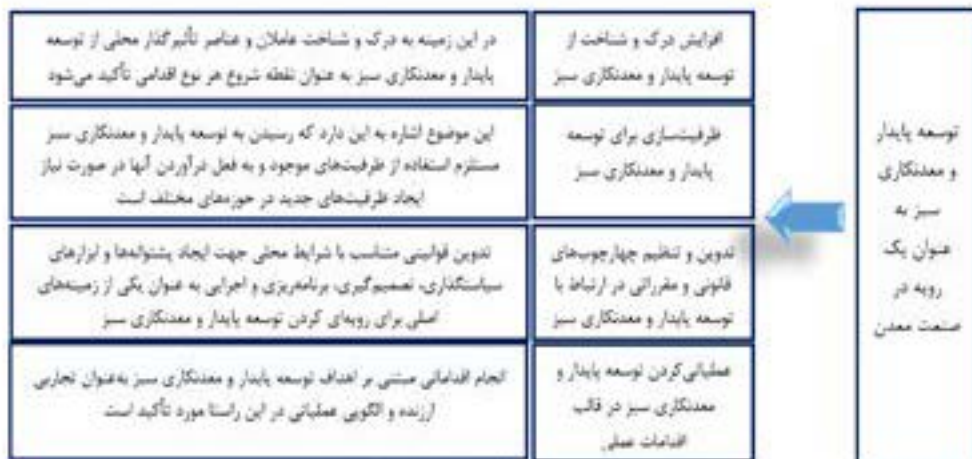 توسعه پایدار
و
معدنکاری
سبز به
عنوان یک
رویه در
صنعت معدن
افزایش درک و شناخت از
توسعه پایدار و معدنکاری سبز
در این زمینه به درک و شناخت عاملان و عناصر تأثیرگذار محلی از توسعه
پایدار و معدنکاری سبز به عنوان نقطه شروع هر نوع اقدامی تأکید می‌شود
ظرفیت‌سازی برای توسعه
پایدار و معدنکاری سبز
این موضوع اشاره به این دارد که رسیدن به توسعه پایدار و معدنکاری سبز
مستلزم استفاده از ظرفیت‌های موجود و به فعل درآوردن آنها در صورت نیاز
ایجاد ظرفیت‌های جدید در حوزه‌های مختلف است
تدوین و تنظیم چهارچوب‌های
قانونی و مقرراتی در ارتباط با
توسعه پایدار و معدنکاری سبز
تدوین قوانینی متناسب با شرایط محلی جهت ایجاد پشتوانه‌ها و ابزارهای
سیاستگذاری، تصمیم‌گیری، برنامه‌ریزی و اجرایی به عنوان یکی از زمینه‌های
اصلی برای رویه‌ای کردن توسعه پایدار و معدنکاری سبز
عملیاتی‌کردن توسعه پایدار و
معدنکاری سبز در قالب
اقدامات عملی
انجام اقداماتی مبتنی بر اهداف توسعه پایدار و معدنکاری سبز به‌عنوان تجاربی
ارزنده و الگویی عملیاتی در این راستا مورد تأکید است